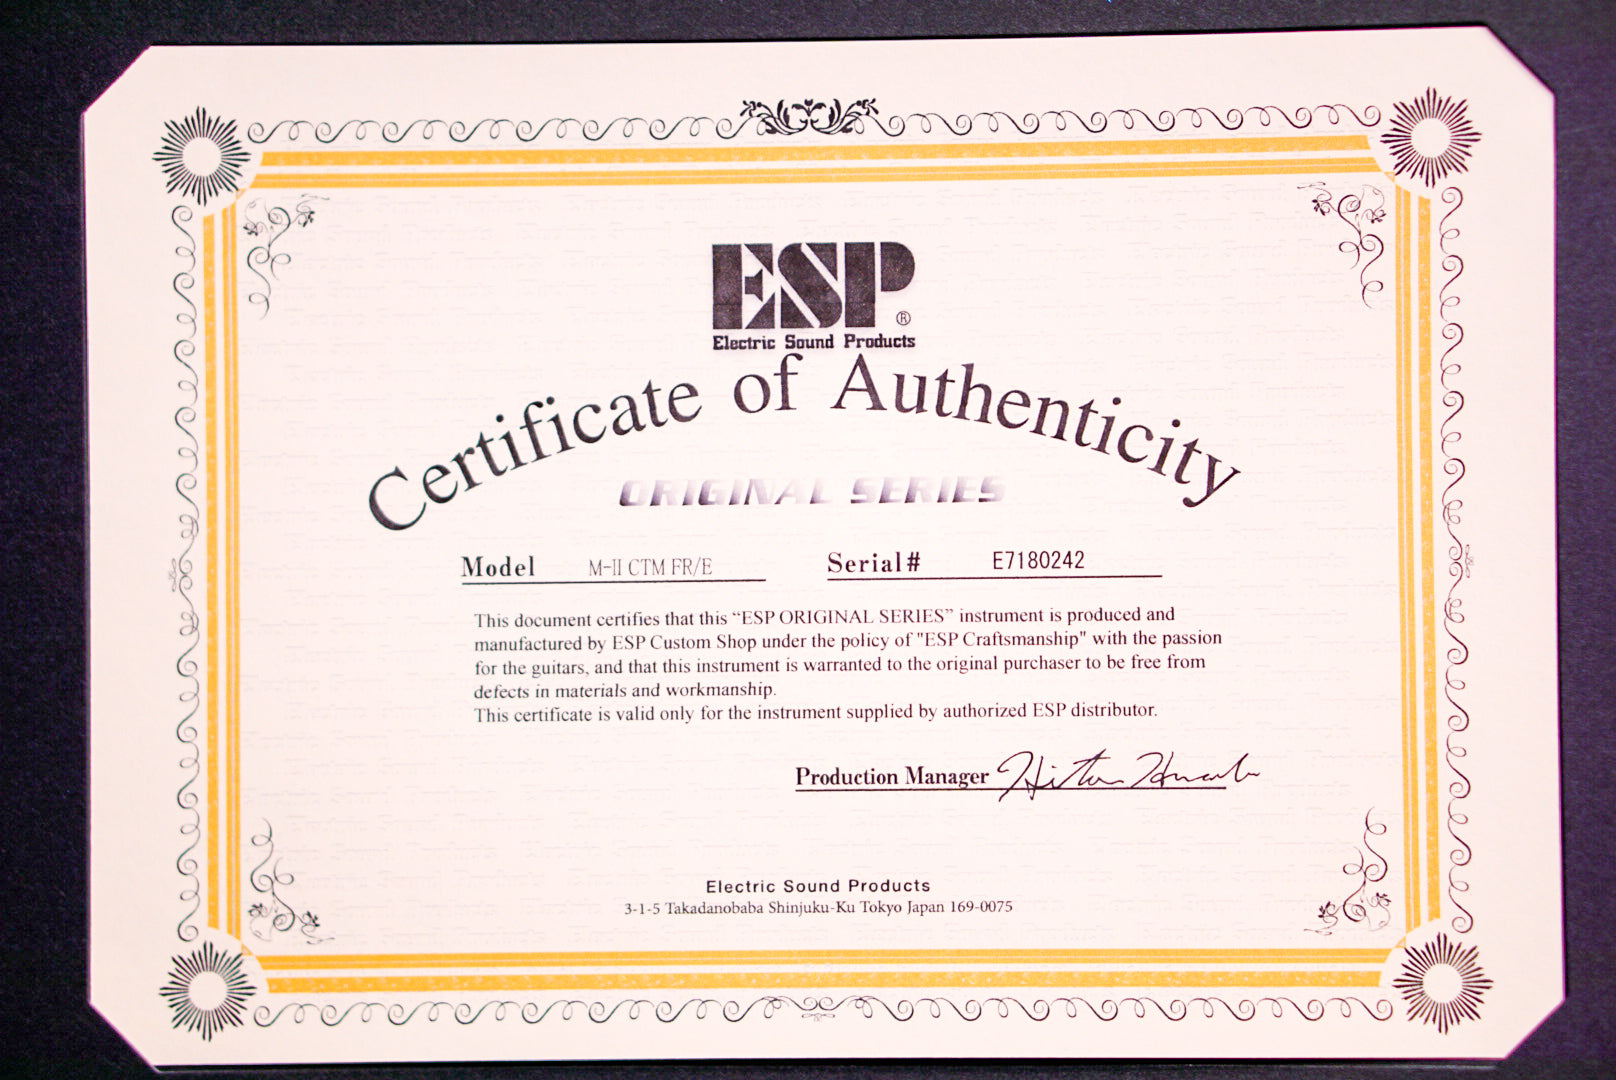 ESP®
Electric Sound Products
Certificate of Authenticity
ORIGINAL SERIES
Model M-II CTM FR/E Serial# E7180242
This document certifies that this “ESP ORIGINAL SERIES” instrument is produced and
manufactured by ESP Custom Shop under the policy of "ESP Craftsmanship" with the passion
for the guitars, and that this instrument is warranted to the original purchaser to be free from
defects in materials and workmanship.
This certificate is valid only for the instrument supplied by authorized ESP distributor.
Production Manager
Electric Sound Products
3-1-5 Takadanobaba Shinjuku-Ku Tokyo Japan 169-0075